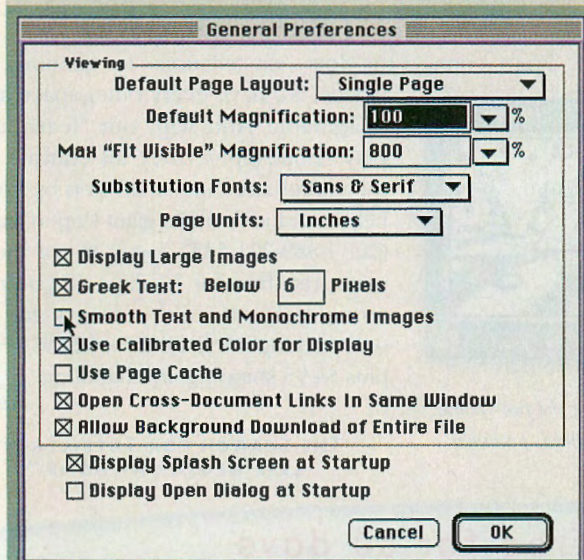 General Preferences
Viewing
Default Page Layout: Single Page
Default Magnification: 100 %
Max “Fit Visible” Magnification: 800 %
Substitution Fonts: Sans & Serif
Page Units: Inches
Display Large Images
Greek Text: Below 6 Pixels
Smooth Text and Monochrome Images
Use Calibrated Color for Display
Use Page Cache
Open Cross-Document Links In Same Window
Allow Background Download of Entire File
Display Splash Screen at Startup
Display Open Dialog at Startup
Cancel OK